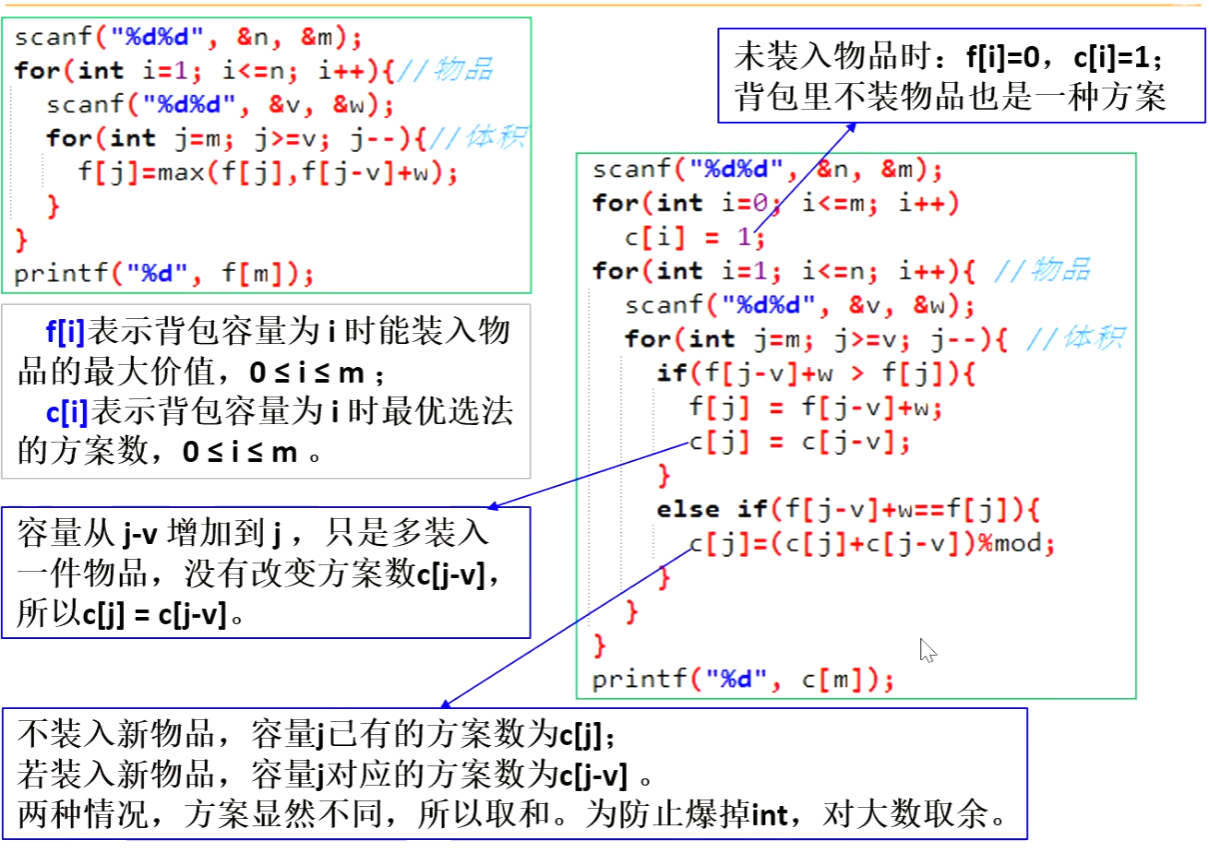 scanf("%d%d", &n, &m);
for(int i=1; i<=n; i++){//物品
scanf("%d%d", &v, &w);
for(int j=m; j>=v; j--){//体积
f[j]=max(f[j],f[j-v]+w);
}
}
printf("%d", f[m]);
f[i]表示背包容量为 i 时能装入物
品的最大价值，0 ≤ i ≤ m ；
c[i]表示背包容量为 i 时最优选法
的方案数，0 ≤ i ≤ m 。
未装入物品时：f[i]=0，c[i]=1；
背包里不装物品也是一种方案
scanf("%d%d", &n, &m);
for(int i=0; i<=m; i++)
c[i] = 1;
for(int i=1; i<=n; i++){ //物品
scanf("%d%d", &v, &w);
for(int j=m; j>=v; j--){ //体积
if(f[j-v]+w > f[j]){
f[j] = f[j-v]+w;
c[j] = c[j-v];
}
else if(f[j-v]+w==f[j]){
c[j]=(c[j]+c[j-v])%mod;
}
}
}
printf("%d", c[m]);
容量从 j-v 增加到 j ，只是多装入
一件物品，没有改变方案数c[j-v]，
所以c[j] = c[j-v]。
不装入新物品，容量j已有的方案数为c[j]；
若装入新物品，容量j对应的方案数为c[j-v] 。
两种情况，方案显然不同，所以取和。为防止爆掉int，对大数取余。